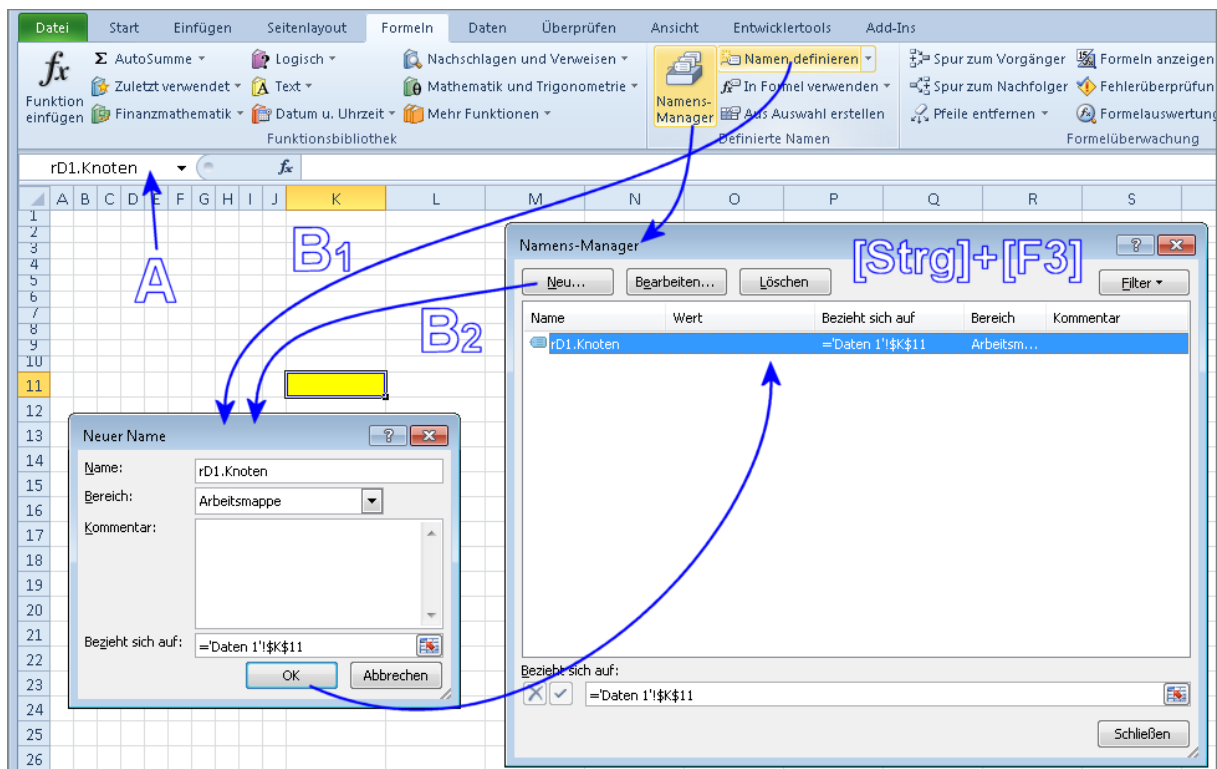 Datei Start Einfügen Seitenlayout Formeln Daten Überprüfen Ansicht Entwicklertools Add-Ins
fx Σ AutoSumme Logisch Nachschlagen und Verweisen Namen definieren Spur zum Vorgänger Formeln anzeigen
Zuletzt verwendet A Text Mathematik und Trigonometrie fx In Formel verwenden Spur zum Nachfolger Fehlerüberprüfun
Funktion einfügen Finanzmathematik Datum u. Uhrzeit Mehr Funktionen Namens-Manager Aus Auswahl erstellen Pfeile entfernen Formelauswertung
Funktionsbibliothek Definierte Namen Formelüberwachung
rD1.Knoten fx
A B C D E F G H I J K L M N O P Q R S
1
2
3
4
5
6
7
8
9
10
11
12
13
14
15
16
17
18
19
20
21
22
23
24
25
26
A
B1
B2
[Strg]+[F3]
Neuer Name ?
Name: rD1.Knoten
Bereich: Arbeitsmappe
Kommentar:
Bezieht sich auf: ='Daten 1'!$K$11
OK Abbrechen
Namens-Manager ?
Neu... Bearbeiten... Löschen Filter
Name Wert Bezieht sich auf Bereich Kommentar
rD1.Knoten ='Daten 1'!$K$11 Arbeitsm...
Bezieht sich auf:
='Daten 1'!$K$11
Schließen